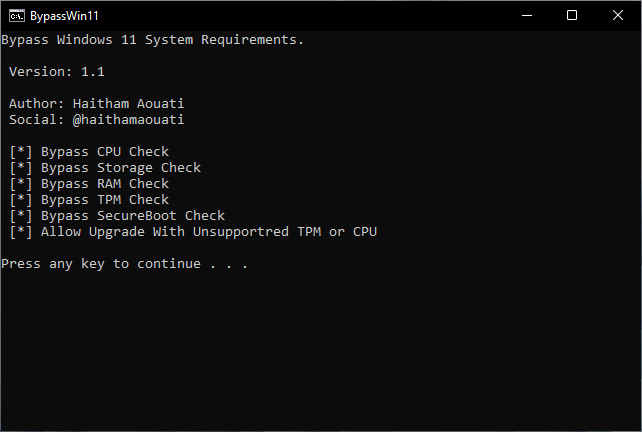 BypassWin11
Bypass Windows 11 System Requirements.
Version: 1.1
Author: Haitham Aouati
Social: @haithamaouati
[*] Bypass CPU Check
[*] Bypass Storage Check
[*] Bypass RAM Check
[*] Bypass TPM Check
[*] Bypass SecureBoot Check
[*] Allow Upgrade With Unsupportred TPM or CPU
Press any key to continue . . .